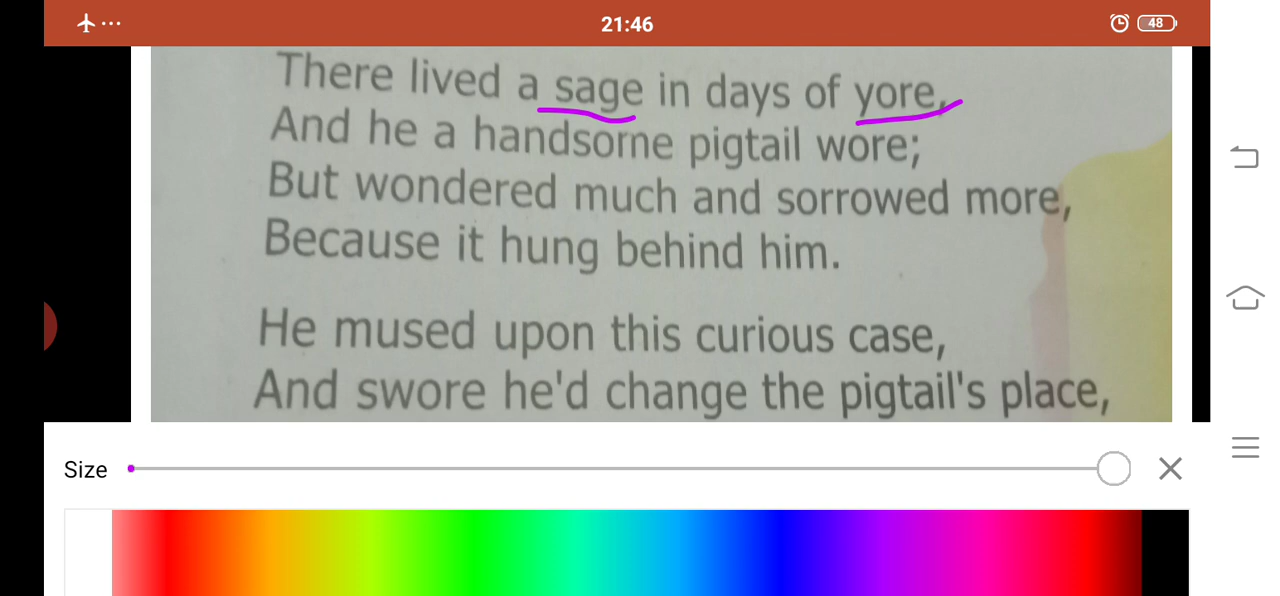 21:46
48
There lived a sage in days of yore,
And he a handsome pigtail wore;
But wondered much and sorrowed more,
Because it hung behind him.
He mused upon this curious case,
And swore he'd change the pigtail's place,
Size